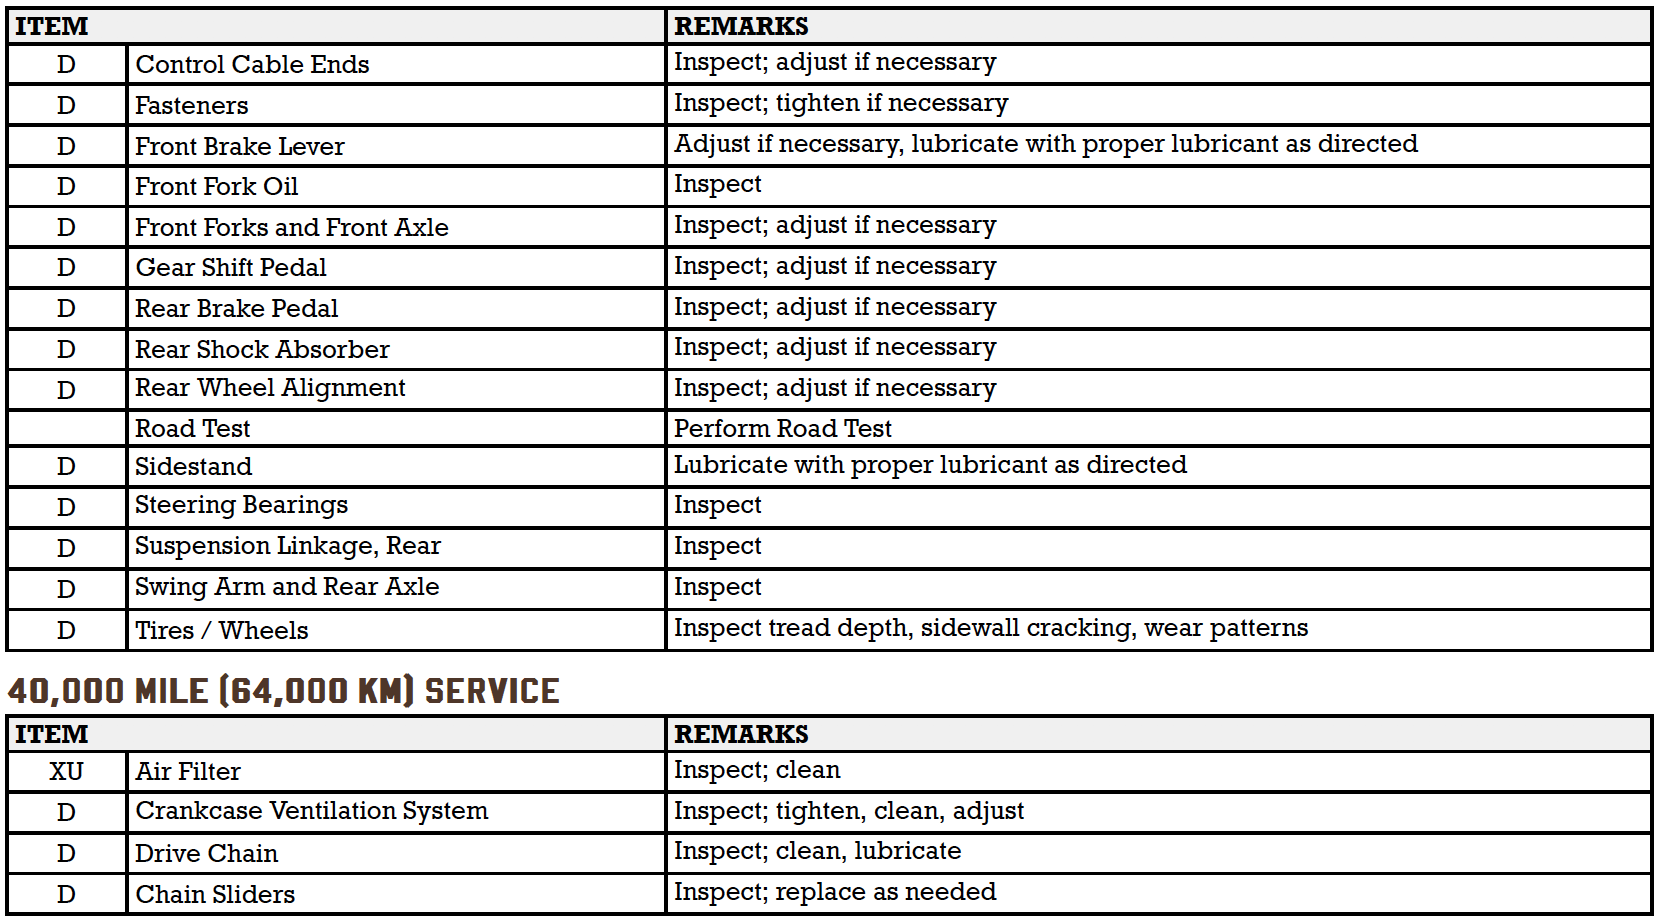 ITEM REMARKS
D Control Cable Ends Inspect; adjust if necessary
D Fasteners Inspect; tighten if necessary
D Front Brake Lever Adjust if necessary, lubricate with proper lubricant as directed
D Front Fork Oil Inspect
D Front Forks and Front Axle Inspect; adjust if necessary
D Gear Shift Pedal Inspect; adjust if necessary
D Rear Brake Pedal Inspect; adjust if necessary
D Rear Shock Absorber Inspect; adjust if necessary
D Rear Wheel Alignment Inspect; adjust if necessary
Road Test Perform Road Test
D Sidestand Lubricate with proper lubricant as directed
D Steering Bearings Inspect
D Suspension Linkage, Rear Inspect
D Swing Arm and Rear Axle Inspect
D Tires / Wheels Inspect tread depth, sidewall cracking, wear patterns
40,000 MILE (64,000 KM) SERVICE
ITEM REMARKS
XU Air Filter Inspect; clean
D Crankcase Ventilation System Inspect; tighten, clean, adjust
D Drive Chain Inspect; clean, lubricate
D Chain Sliders Inspect; replace as needed